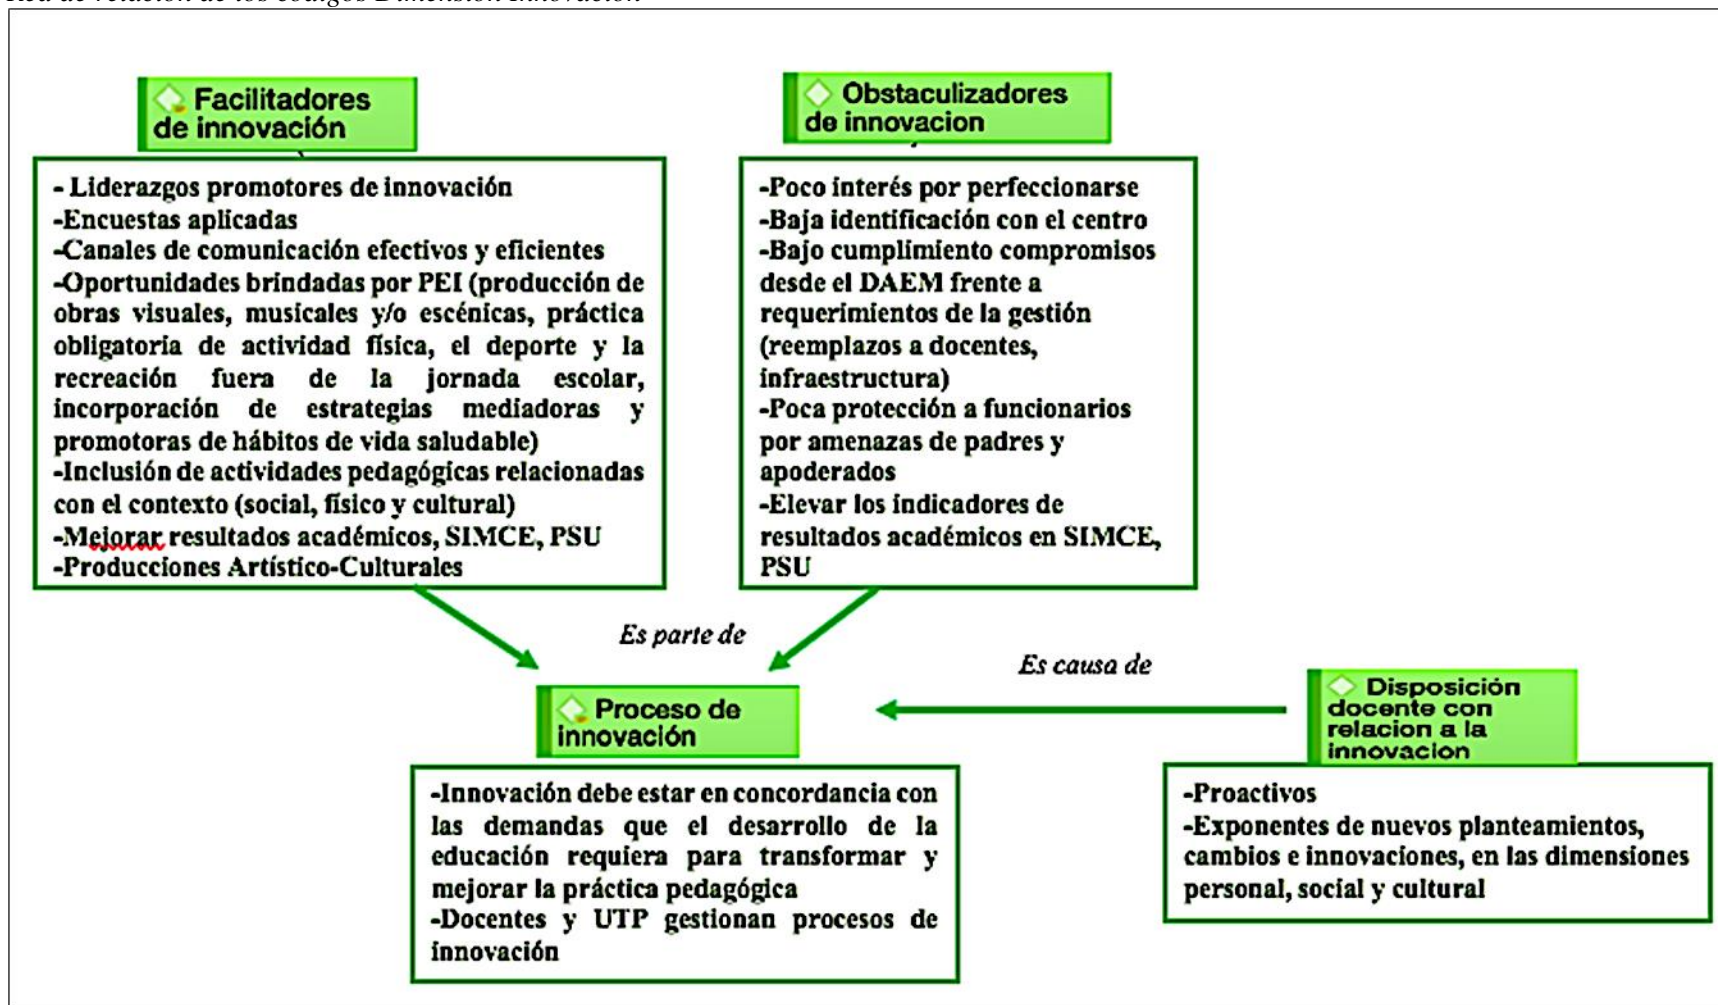 Red de relación de los códigos Dimensión Innovación
Facilitadores
de innovación
- Liderazgos promotores de innovación
-Encuestas aplicadas
-Canales de comunicación efectivos y eficientes
-Oportunidades brindadas por PEI (producción de
obras visuales, musicales y/o escénicas, práctica
obligatoria de actividad física, el deporte y la
recreación fuera de la jornada escolar,
incorporación de estrategias mediadoras y
promotoras de hábitos de vida saludable)
-Inclusión de actividades pedagógicas relacionadas
con el contexto (social, físico y cultural)
-Mejorar resultados académicos, SIMCE, PSU
-Producciones Artístico-Culturales
Obstaculizadores
de innovacion
-Poco interés por perfeccionarse
-Baja identificación con el centro
-Bajo cumplimiento compromisos
desde el DAEM frente a
requerimientos de la gestión
(reemplazos a docentes,
infraestructura)
-Poca protección a funcionarios
por amenazas de padres y
apoderados
-Elevar los indicadores de
resultados académicos en SIMCE,
PSU
Es parte de
Es causa de
Proceso de
innovación
-Innovación debe estar en concordancia con
las demandas que el desarrollo de la
educación requiera para transformar y
mejorar la práctica pedagógica
-Docentes y UTP gestionan procesos de
innovación
Disposición
docente con
relacion a la
innovacion
-Proactivos
-Exponentes de nuevos planteamientos,
cambios e innovaciones, en las dimensiones
personal, social y cultural